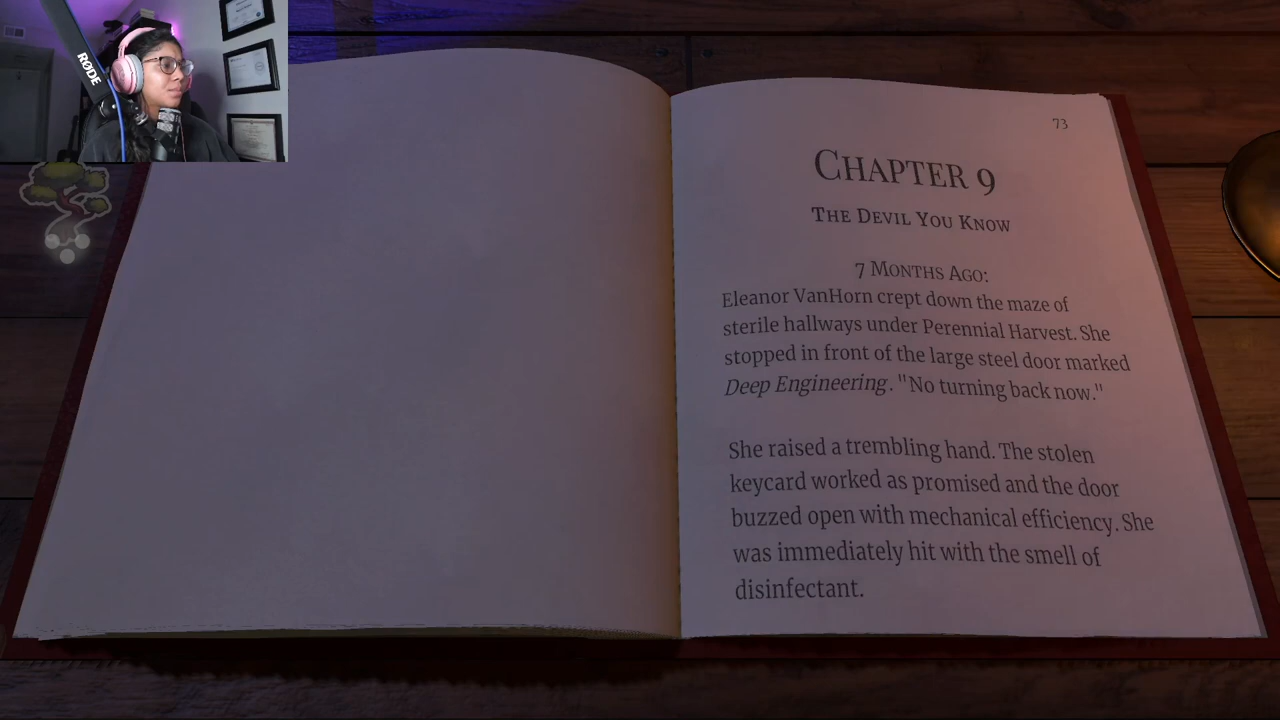 RØDE
73
CHAPTER 9
THE DEVIL YOU KNOW
7 MONTHS AGO:
Eleanor VanHorn crept down the maze of
sterile hallways under Perennial Harvest. She
stopped in front of the large steel door marked
Deep Engineering. "No turning back now."
She raised a trembling hand. The stolen
keycard worked as promised and the door
buzzed open with mechanical efficiency. She
was immediately hit with the smell of
disinfectant.